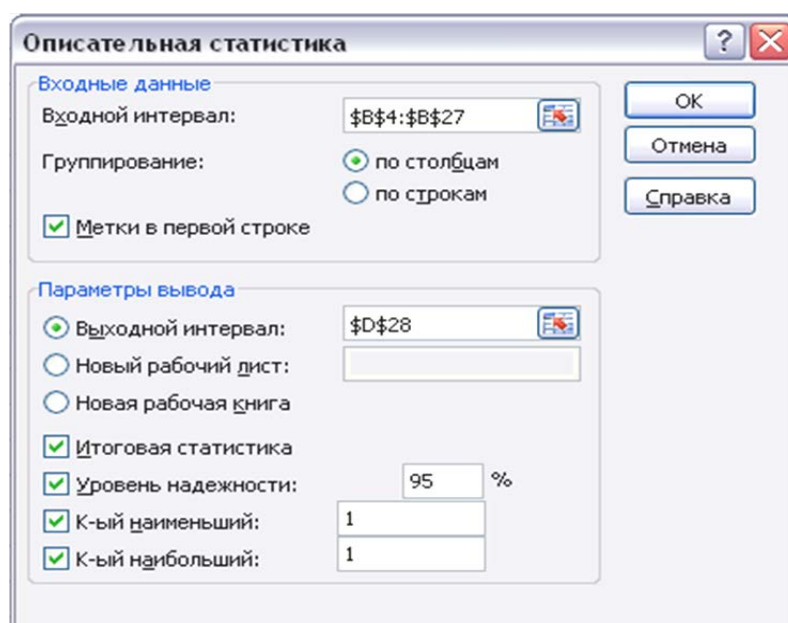 Описательная статистика
Входные данные
Входной интервал: $B$4:$B$27
Группирование: по столбцам
по строкам
Метки в первой строке
ОК
Отмена
Справка
Параметры вывода
Выходной интервал: $D$28
Новый рабочий лист:
Новая рабочая книга
Итоговая статистика
Уровень надежности: 95 %
К-ый наименьший: 1
К-ый наибольший: 1